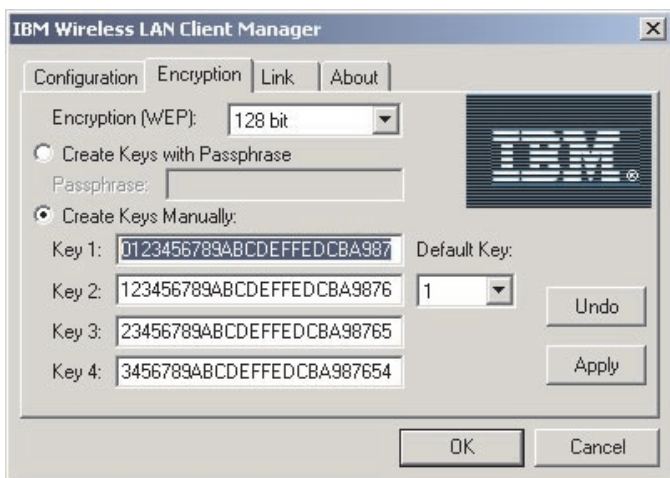 IBM Wireless LAN Client Manager
Configuration Encryption Link About
Encryption (WEP): 128 bit
IBM®
Create Keys with Passphrase
Passphrase:
Create Keys Manually:
Key 1: 0123456789ABCDEFFEDCBA987 Default Key:
Key 2: 123456789ABCDEFFEDCBA9876 1
Undo
Key 3: 23456789ABCDEFFEDCBA98765
Key 4: 3456789ABCDEFFEDCBA987654 Apply
OK Cancel